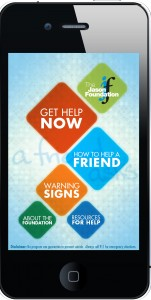 The
Jason
Foundation
GET HELP
NOW
HOW TO HELP A
FRIEND
WARNING
SIGNS
ABOUT THE
FOUNDATION
RESOURCES
FOR HELP